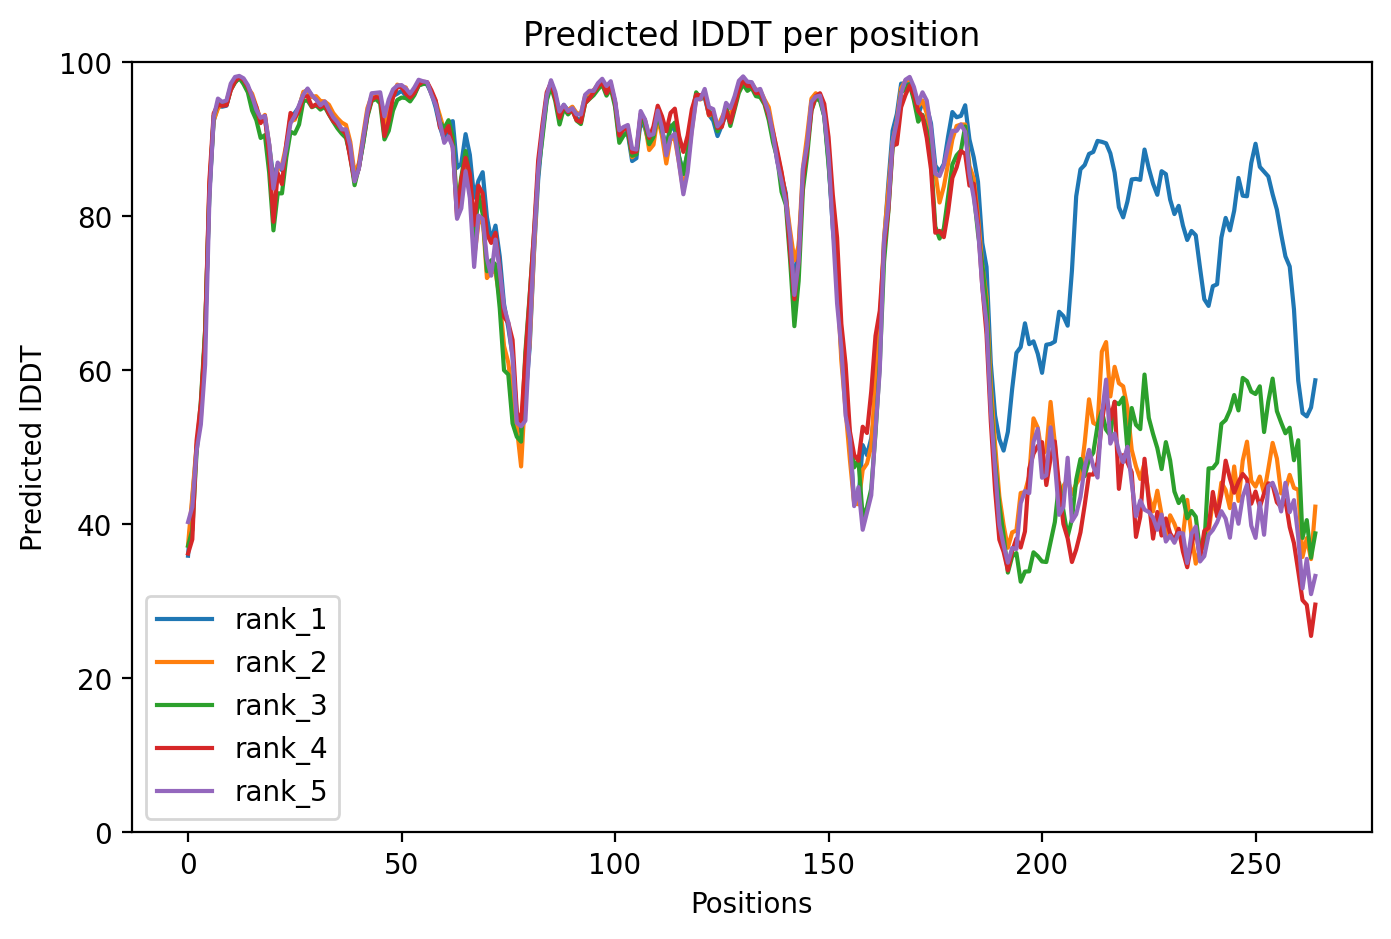 Predicted lDDT per position
100
80
60
40
20
0
Predicted lDDT
rank_1
rank_2
rank_3
rank_4
rank_5
0 50 100 150 200 250
Positions